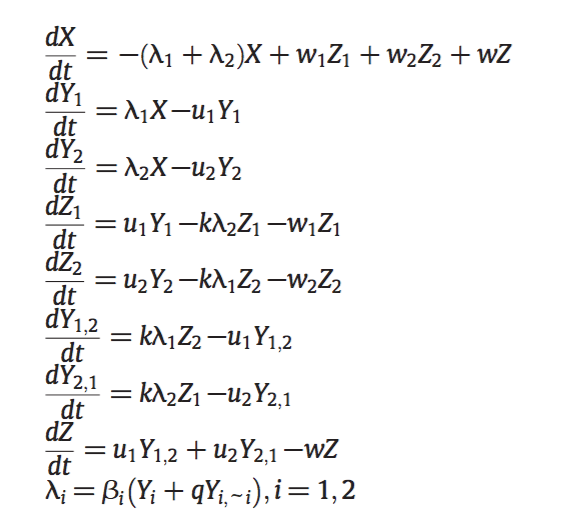 dX/dt = −(λ₁ + λ₂)X + w₁Z₁ + w₂Z₂ + wZ
dY₁/dt = λ₁X−u₁Y₁
dY₂/dt = λ₂X−u₂Y₂
dZ₁/dt = u₁Y₁−kλ₂Z₁−w₁Z₁
dZ₂/dt = u₂Y₂−kλ₁Z₂−w₂Z₂
dY₁,₂/dt = kλ₁Z₂−u₁Y₁,₂
dY₂,₁/dt = kλ₂Z₁−u₂Y₂,₁
dZ/dt = u₁Y₁,₂ + u₂Y₂,₁−wZ
λᵢ = βᵢ(Yᵢ + qYᵢ,~ᵢ), i = 1, 2